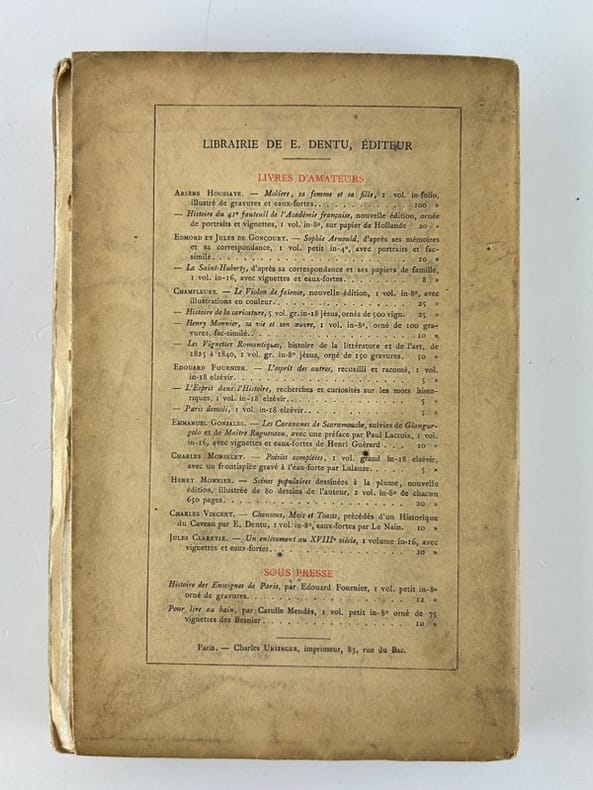 LIBRAIRIE DE E. DENTU, ÉDITEUR
LIVRES D'AMATEURS
ARSÈNE HOUSSAYE. — Molière, sa femme et sa fille, 1 vol. in-folio,
illustré de gravures et eaux-fortes. . . . . . . . . . . . 100 »
— Histoire du 41e fauteuil de l'Académie française, nouvelle édition, ornée
de portraits et vignettes, 1 vol. in-8º, sur papier de Hollande 20 »
EDMOND ET JULES DE GONCOURT. — Sophie Arnould, d'après ses mémoires
et sa correspondance, 1 vol. petit in-4º, avec portraits et fac-
similé. . . . . . . . . . . . . . . . . . . . . 10 »
— La Saint-Huberty, d'après sa correspondance et ses papiers de famille,
1 vol. in-16, avec vignettes et eaux-fortes. . . . . . . . . 8 »
CHAMPFLEURY. — Le Violon de faïence, nouvelle édition, 1 vol. in-8º, avec
illustrations en couleur. . . . . . . . . . . . . . . . 25 »
— Histoire de la caricature, 5 vol. gr. in-18 jésus, ornés de 500 vign. 25 »
— Henry Monnier, sa vie et son œuvre, 1 vol. in-8º, orné de 100 gra-
vures, fac-similé. . . . . . . . . . . . . . . . . . 10 »
— Les Vignettes Romantiques, histoire de la littérature et de l'art, de
1825 à 1840, 1 vol. gr. in-8º jésus, orné de 150 gravures. 50 »
EDOUARD FOURNIER. — L'esprit des autres, recueilli et raconté, 1 vol.
in-18 elzévir. . . . . . . . . . . . . . . . . . . 5 »
— L'Esprit dans l'Histoire, recherches et curiosités sur les mots histo-
riques, 1 vol. in-18 elzévir. . . . . . . . . . . . . . 5 »
— Paris démoli, 1 vol. in-18 elzévir. . . . . . . . . . . . 5 »
EMMANUEL GONZALES. — Les Caravanes de Scaramouche, suivies de Giangur-
golo et de Maître Ragueneau, avec une préface par Paul Lacroix, 1 vol.
in-16, avec vignettes et eaux-fortes de Henri Guérard . . . 10 »
CHARLES MONSELET. — Poésies complètes, 1 vol. grand in-18 elzévir,
avec un frontispice gravé à l'eau-forte par Lalauze. . . . . 5 »
HENRY MONNIER. — Scènes populaires dessinées à la plume, nouvelle
édition, illustrée de 80 dessins de l'auteur, 2 vol. in-8º de chacun
650 pages. . . . . . . . . . . . . . . . . . . . 20 »
CHARLES VINCENT. — Chansons, Mois et Toasts, précédés d'un Historique
du Caveau par E. Dentu, 1 vol. in-8º, eaux-fortes par Le Nain. 10 »
JULES CLARETIE. — Un enlèvement au XVIIIe siècle, 1 volume in-16, avec
vignettes et eaux-fortes. . . . . . . . . . . . . . . . 10 »
SOUS PRESSE
Histoire des Enseignes de Paris, par Edouard Fournier, 1 vol. petit in-8º
orné de gravures. . . . . . . . . . . . . . . . . . 12 »
Pour lire au bain, par Catulle Mendès, 1 vol. petit in-8º orné de 75
vignettes des Besnier. . . . . . . . . . . . . . . . . 10 »
Paris. — Charles UNSINGER, imprimeur, 83, rue du Bac.